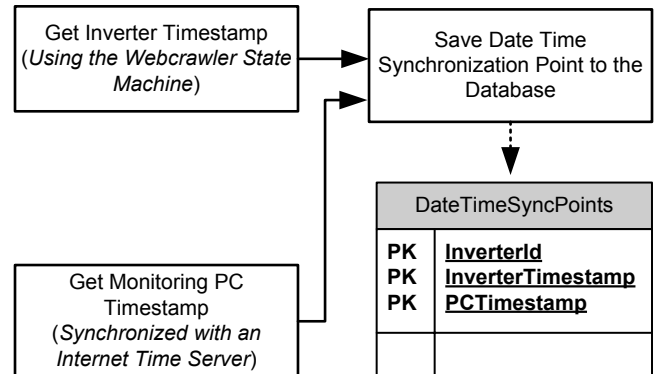 Get Inverter Timestamp
(Using the Webcrawler State
Machine)
Save Date Time
Synchronization Point to the
Database
Get Monitoring PC
Timestamp
(Synchronized with an
Internet Time Server)
DateTimeSyncPoints
PK InverterId
PK InverterTimestamp
PK PCTimestamp